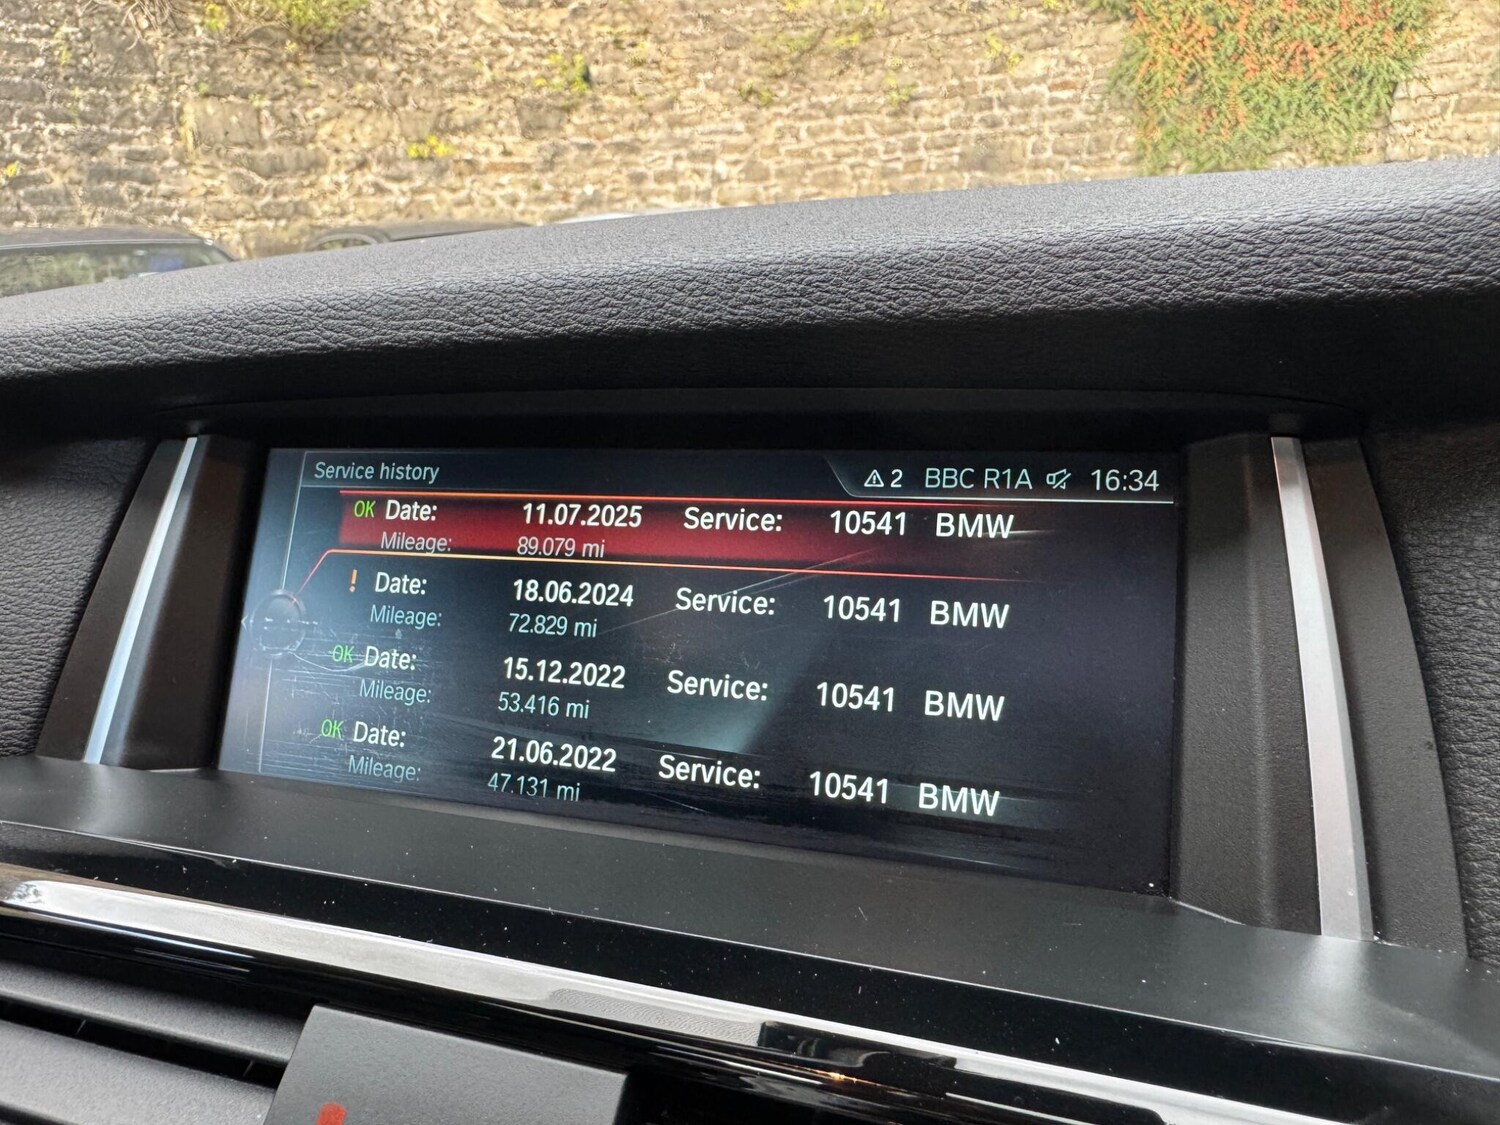 Service history 2 BBC R1A 16:34
OK Date: 11.07.2025 Service: 10541 BMW
Mileage: 89.079 mi
! Date: 18.06.2024 Service: 10541 BMW
Mileage: 72.829 mi
OK Date: 15.12.2022 Service: 10541 BMW
Mileage: 53.416 mi
OK Date: 21.06.2022 Service: 10541 BMW
Mileage: 47.131 mi